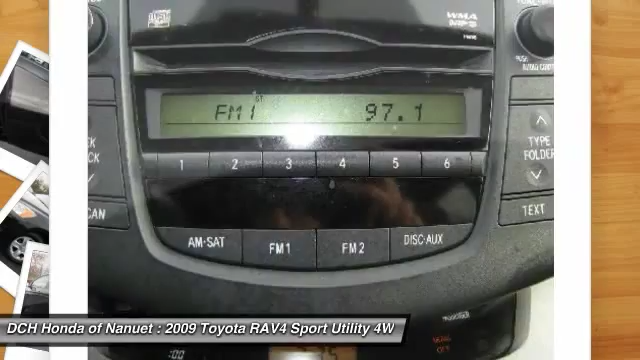 WMA
MP3
FM1 ST 97.1
1 2 3 4 5 6
TYPE
FOLDER
TEXT
AM·SAT FM1 FM2 DISC·AUX
DCH Honda of Nanuet : 2009 Toyota RAV4 Sport Utility 4W
:00